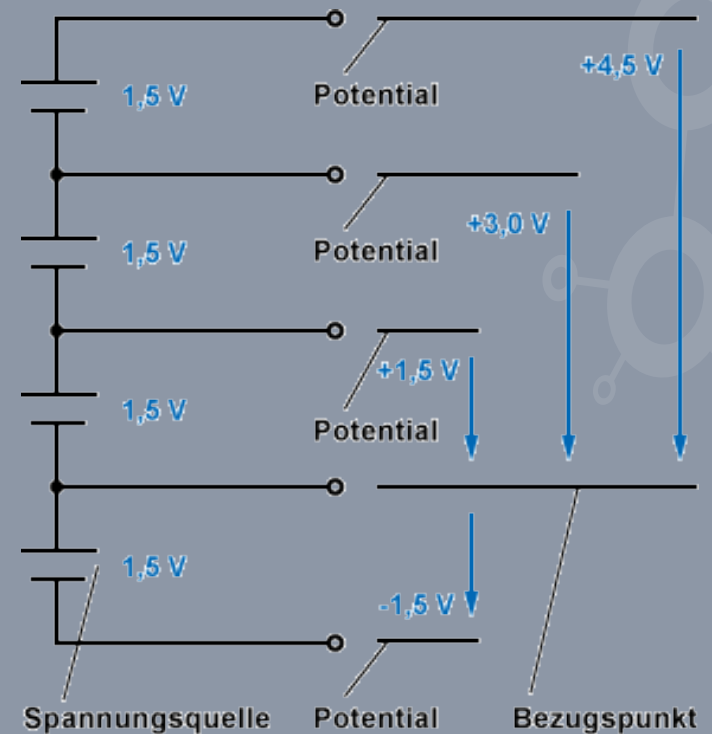 +4,5 V
1,5 V
Potential
+3,0 V
1,5 V
Potential
+1,5 V
1,5 V
Potential
1,5 V
-1,5 V
Spannungsquelle Potential Bezugspunkt